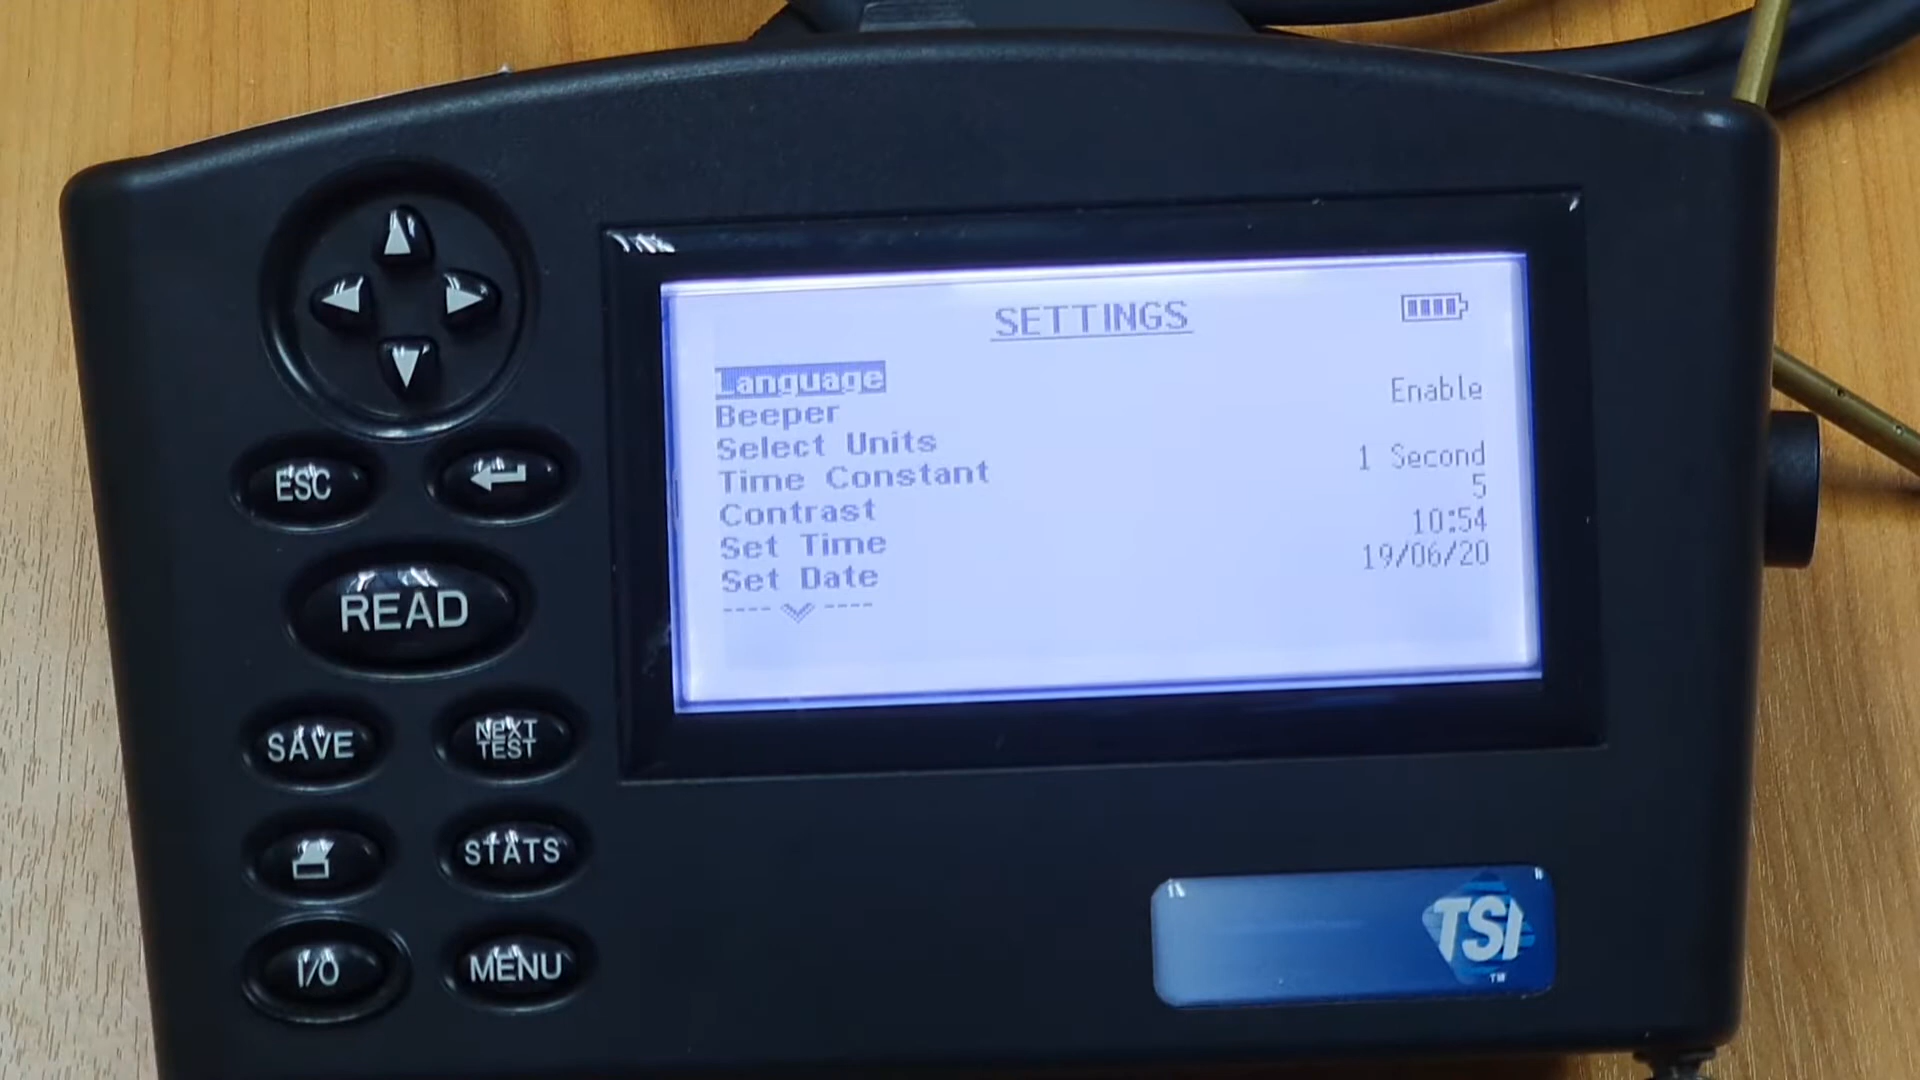 SETTINGS
Language
Beeper Enable
Select Units
Time Constant 1 Second
Contrast 5
Set Time 10:54
Set Date 19/06/20
ESC
READ
SAVE
NEXT
TEST
STATS
I/O
MENU
TSI
TM